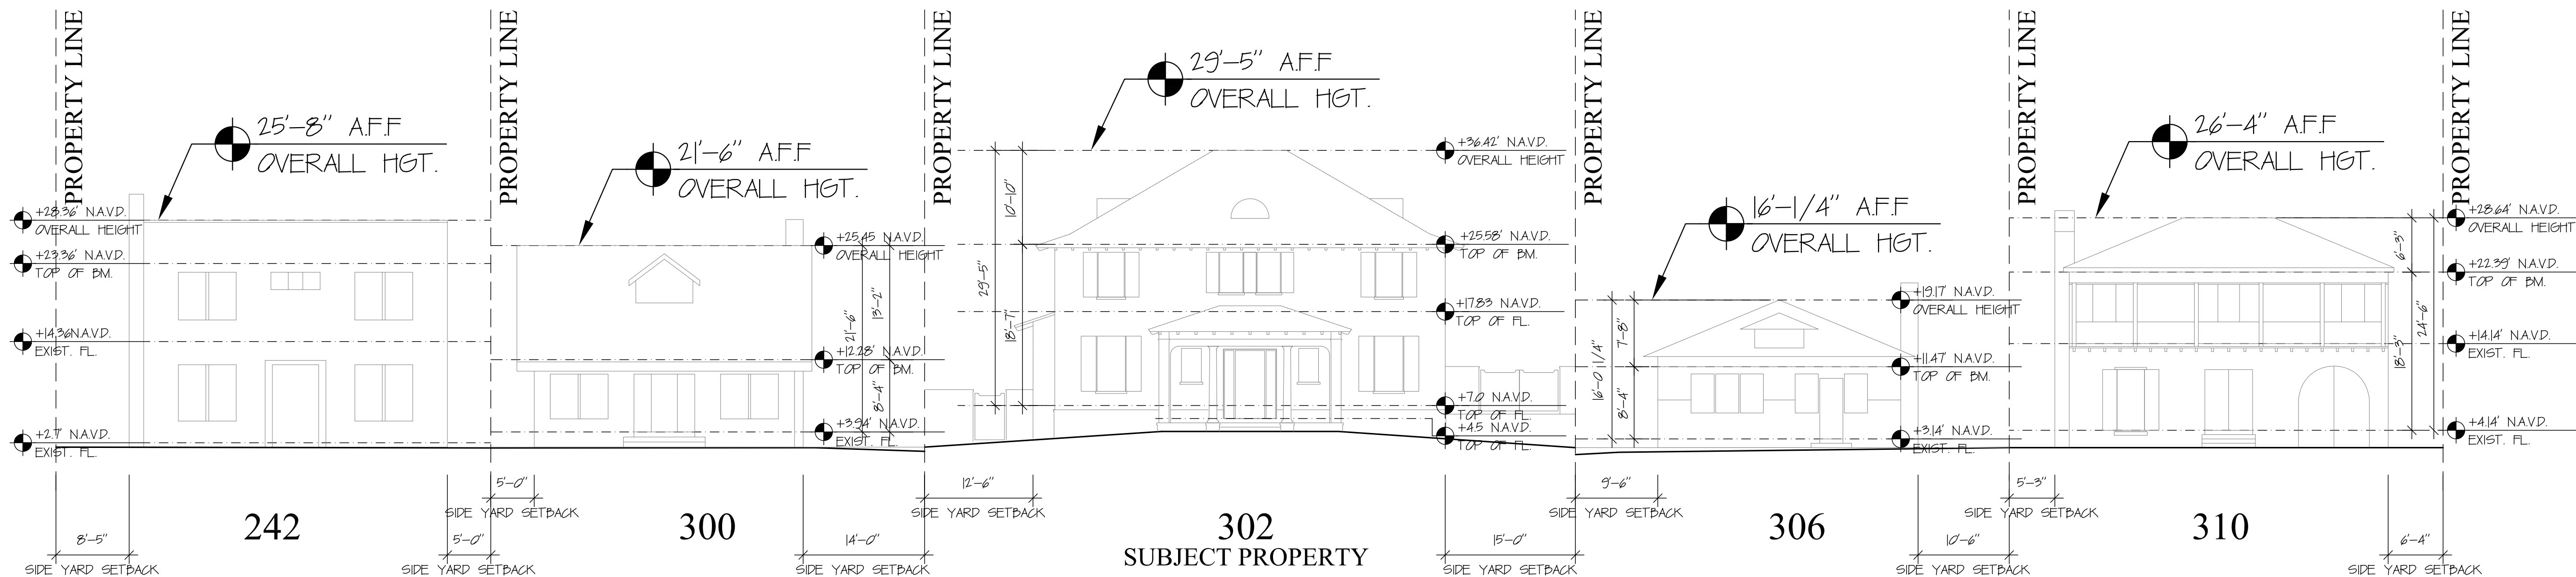 PROPERTY LINE
25'-8" A.F.F
OVERALL HGT.
+28.36' N.A.V.D.
OVERALL HEIGHT
+23.36' N.A.V.D.
TOP OF BM.
+14.36N.A.V.D.
EXIST. FL.
+2.7' N.A.V.D.
EXIST. FL.
8'-5"
SIDE YARD SETBACK
242
5'-0"
SIDE YARD SETBACK
PROPERTY LINE
21'-6" A.F.F
OVERALL HGT.
+25.45 N.A.V.D.
OVERALL HEIGHT
13'-2"
21'-6"
+12.28' N.A.V.D.
TOP OF BM.
8'-4"
+3.94' N.A.V.D.
EXIST. FL.
5'-0"
SIDE YARD SETBACK
300
14'-0"
SIDE YARD SETBACK
PROPERTY LINE
29'-5" A.F.F
OVERALL HGT.
+36.42' N.A.V.D.
OVERALL HEIGHT
10'-10"
29'-5"
18'-7"
+25.58' N.A.V.D.
TOP OF BM.
+17.83 N.A.V.D.
TOP OF FL.
+7.0 N.A.V.D.
TOP OF FL.
+4.5 N.A.V.D.
TOP OF FL.
12'-6"
SIDE YARD SETBACK
302
SUBJECT PROPERTY
15'-0"
SIDE YARD SETBACK
PROPERTY LINE
16'-1/4" A.F.F
OVERALL HGT.
+19.17' N.A.V.D.
OVERALL HEIGHT
7'-8"
16'-0 1/4"
8'-4"
+11.47' N.A.V.D.
TOP OF BM.
+3.14' N.A.V.D.
EXIST. FL.
9'-6"
SIDE YARD SETBACK
306
10'-6"
SIDE YARD SETBACK
PROPERTY LINE
26'-4" A.F.F
OVERALL HGT.
+28.64' N.A.V.D.
OVERALL HEIGHT
6'-3"
+22.39' N.A.V.D.
TOP OF BM.
24'-6"
18'-3"
+14.14' N.A.V.D.
EXIST. FL.
+4.14' N.A.V.D.
EXIST. FL.
5'-3"
SIDE YARD SETBACK
310
6'-4"
SIDE YARD SETBACK
PROPERTY LINE